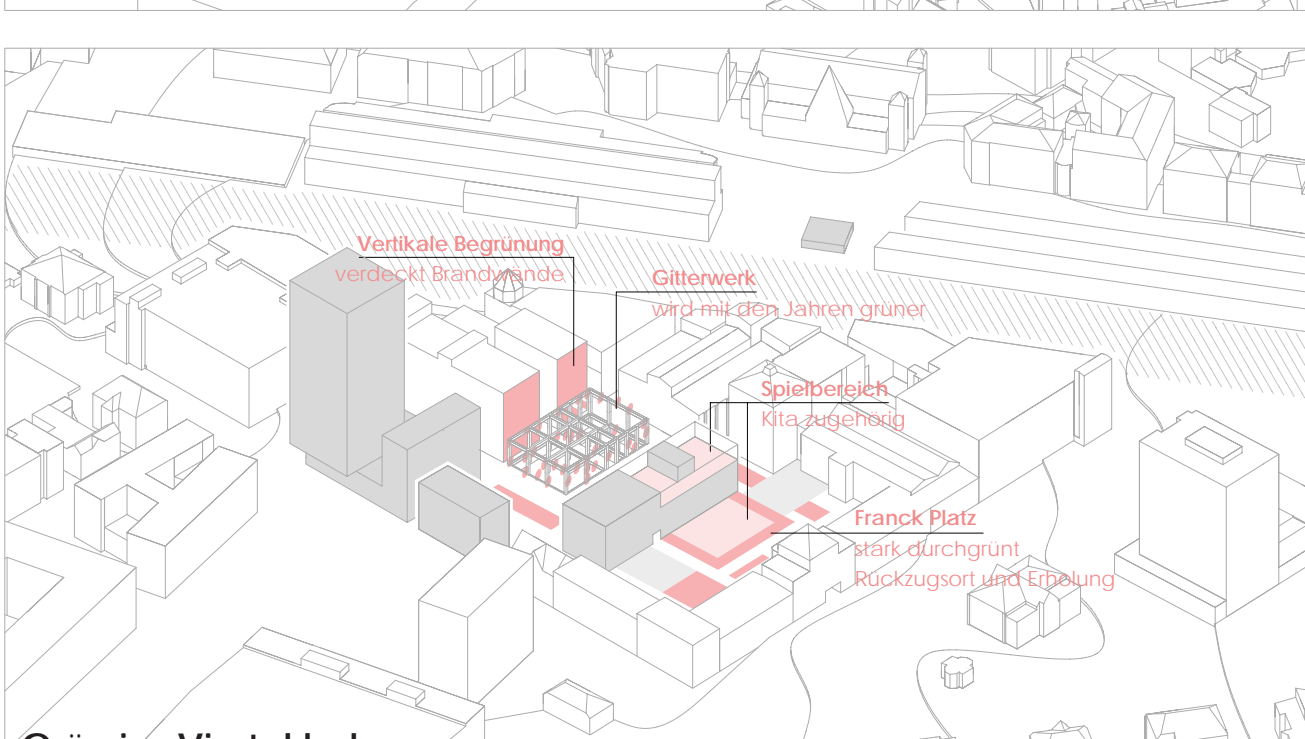 Vertikale Begrünung
verdeckt Brandwände
Gitterwerk
wird mit den Jahren grüner
Spielbereich
Kita zugehörig
Franck Platz
stark durchgrünt
Rückzugsort und Erholung